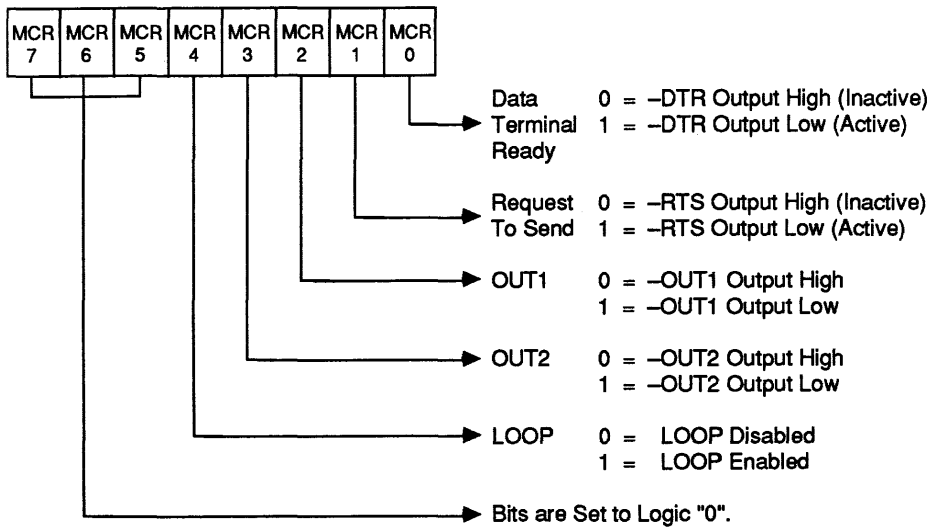 MCR MCR MCR MCR MCR MCR MCR MCR
7 6 5 4 3 2 1 0
Data 0 = –DTR Output High (Inactive)
Terminal 1 = –DTR Output Low (Active)
Ready
Request 0 = –RTS Output High (Inactive)
To Send 1 = –RTS Output Low (Active)
OUT1 0 = –OUT1 Output High
1 = –OUT1 Output Low
OUT2 0 = –OUT2 Output High
1 = –OUT2 Output Low
LOOP 0 = LOOP Disabled
1 = LOOP Enabled
Bits are Set to Logic "0".